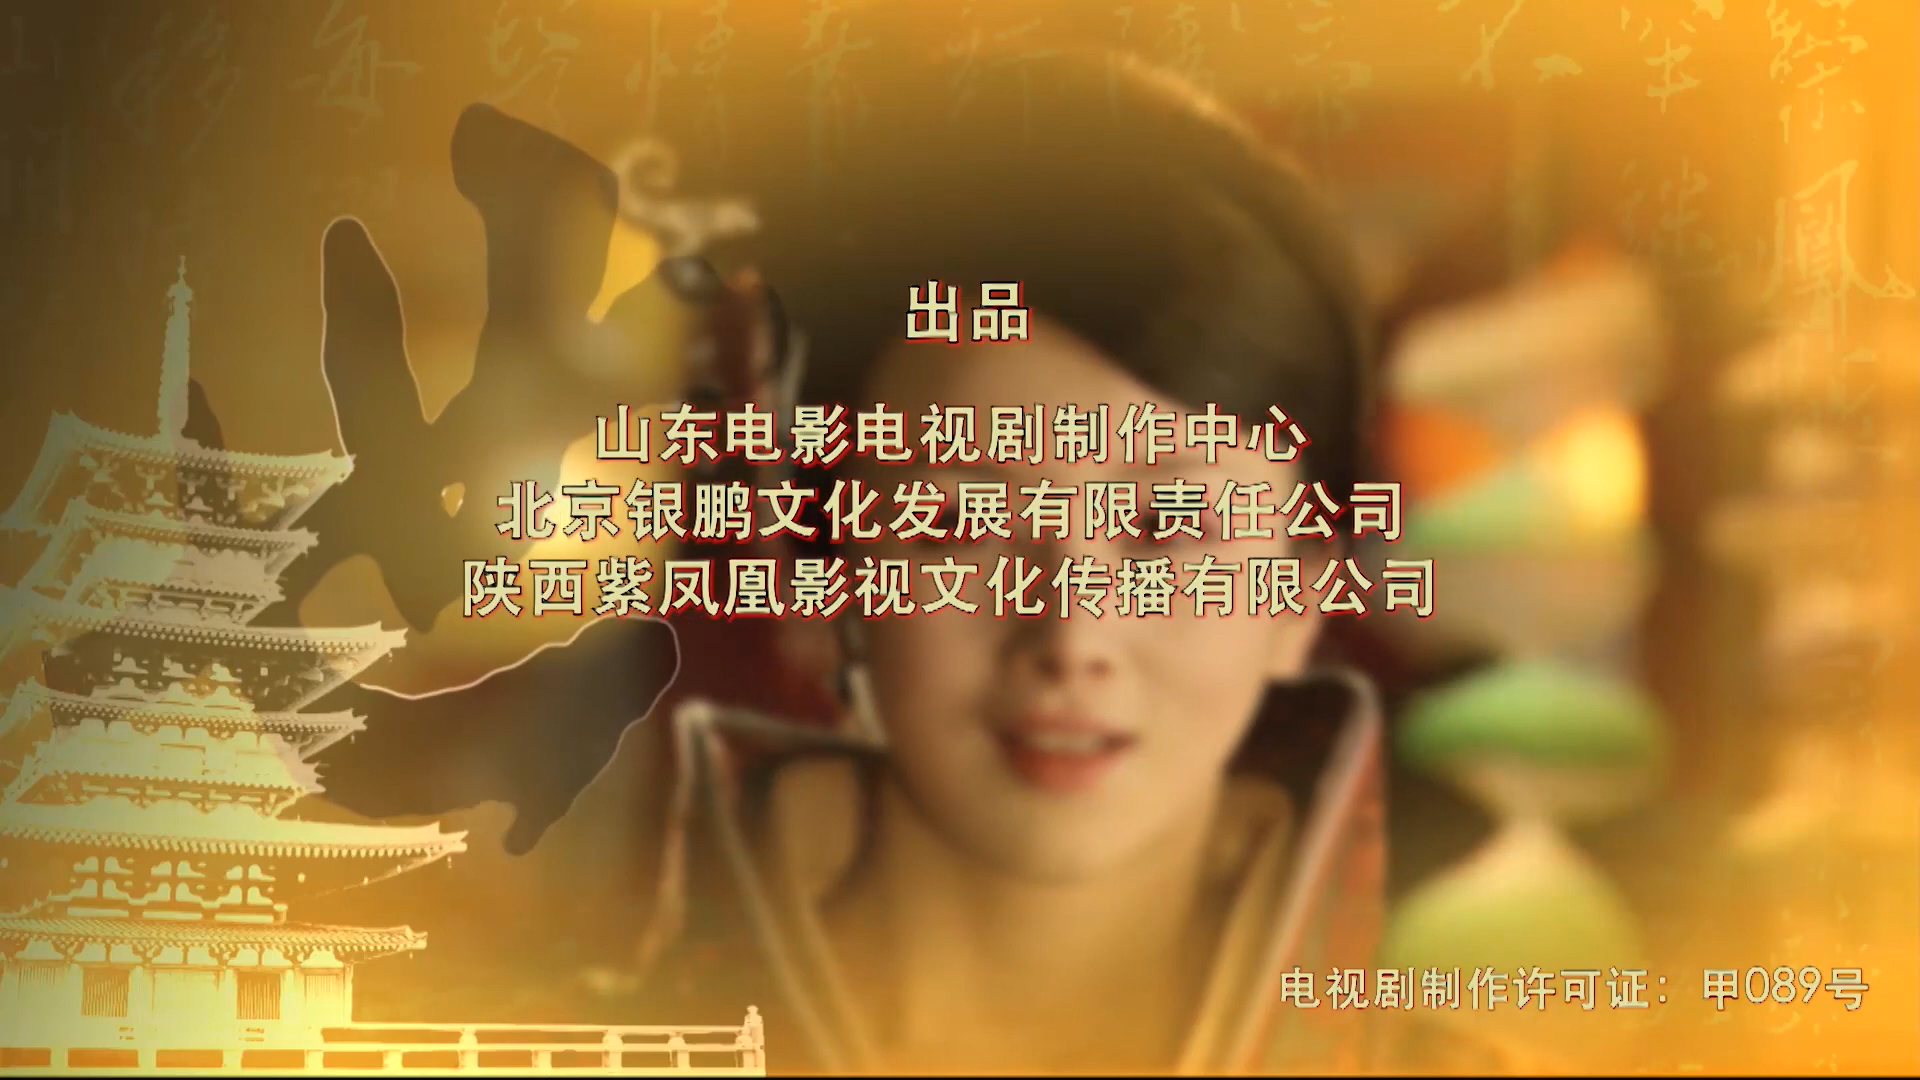 出品
山东电影电视剧制作中心
北京银鹏文化发展有限责任公司
陕西紫凤凰影视文化传播有限公司
电视剧制作许可证：甲089号